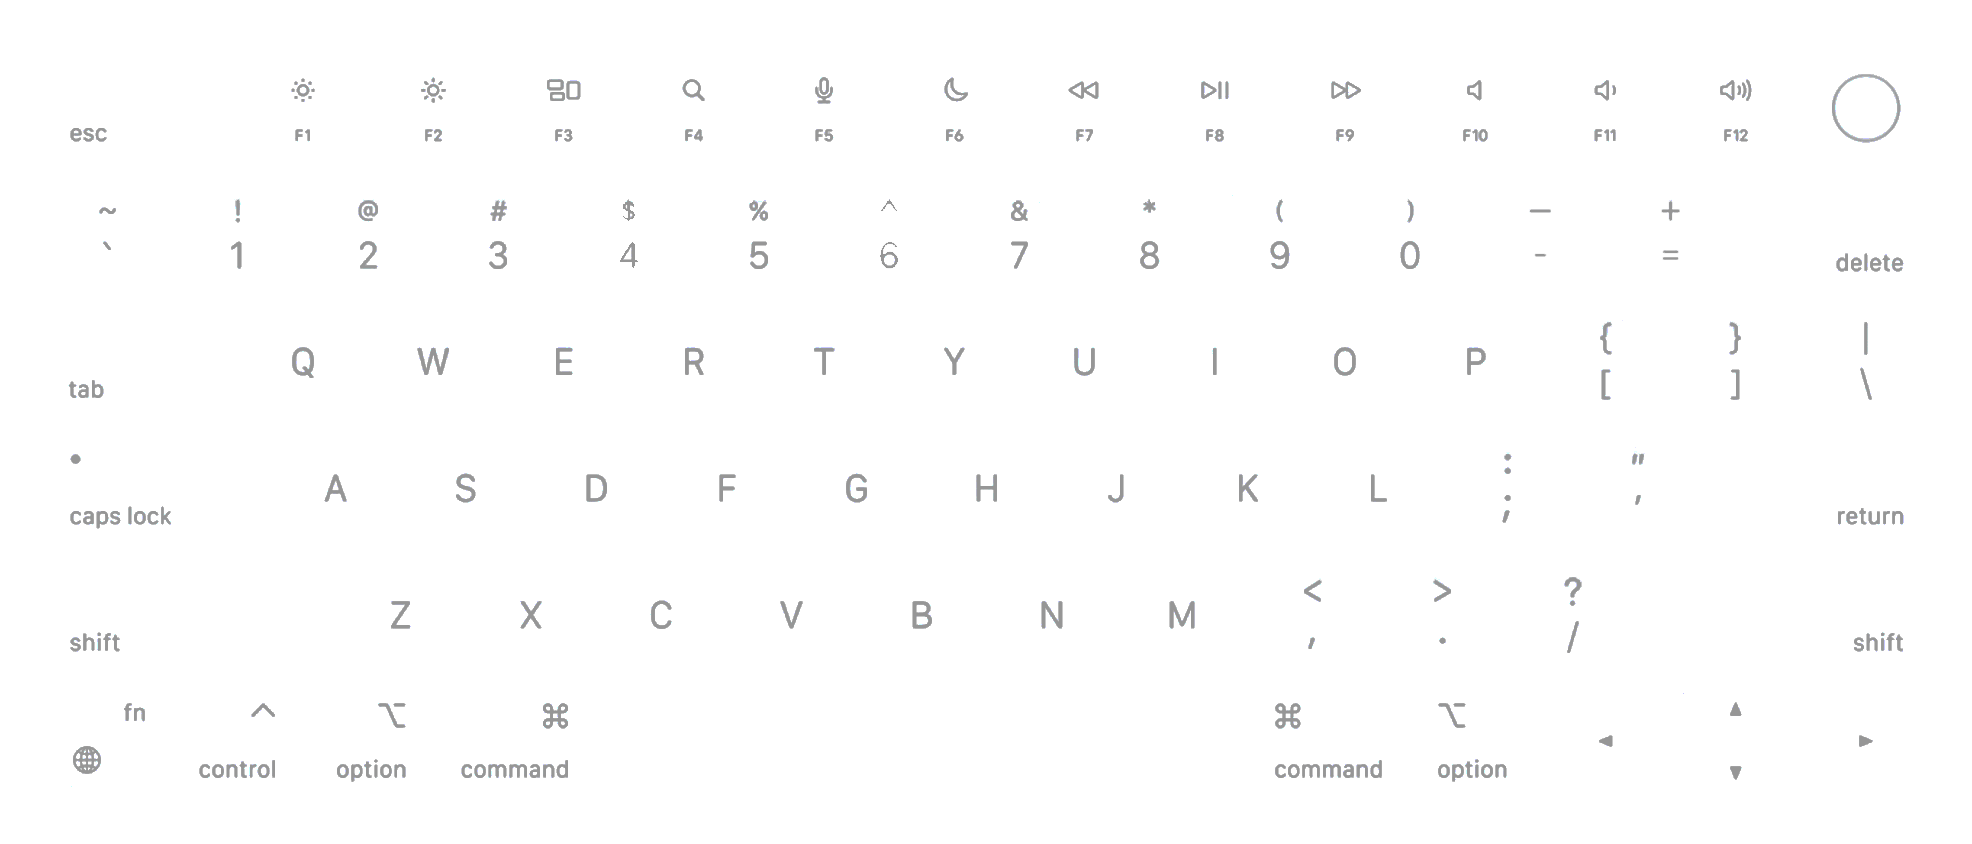 esc F1 F2 F3 F4 F5 F6 F7 F8 F9 F10 F11 F12
~ ! @ # $ % ^ & * ( ) — +
` 1 2 3 4 5 6 7 8 9 0 - = delete
{ } |
tab Q W E R T Y U I O P [ ] \
: "
caps lock A S D F G H J K L ; ' return
< > ?
shift Z X C V B N M , . / shift
fn ^ ⌥ ⌘ ⌘ ⌥ ▲
◀ ▶
control option command command option ▼